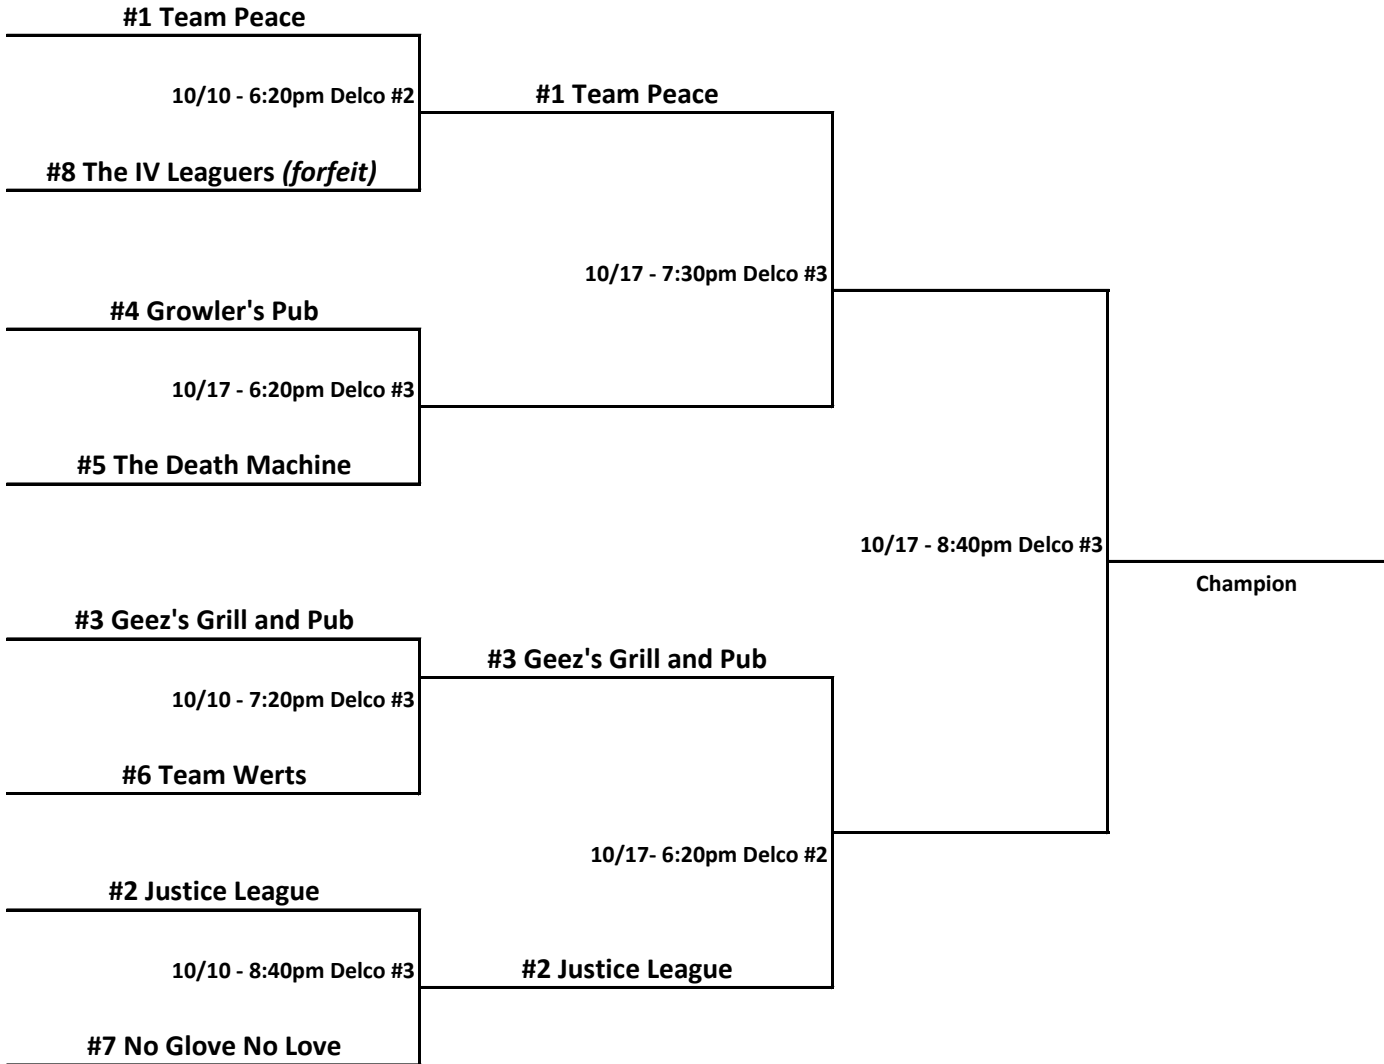 #1 Team Peace
10/10 - 6:20pm Delco #2
#1 Team Peace
#8 The IV Leaguers (forfeit)
10/17 - 7:30pm Delco #3
#4 Growler's Pub
10/17 - 6:20pm Delco #3
#5 The Death Machine
10/17 - 8:40pm Delco #3
Champion
#3 Geez's Grill and Pub
#3 Geez's Grill and Pub
10/10 - 7:20pm Delco #3
#6 Team Werts
10/17- 6:20pm Delco #2
#2 Justice League
10/10 - 8:40pm Delco #3
#2 Justice League
#7 No Glove No Love